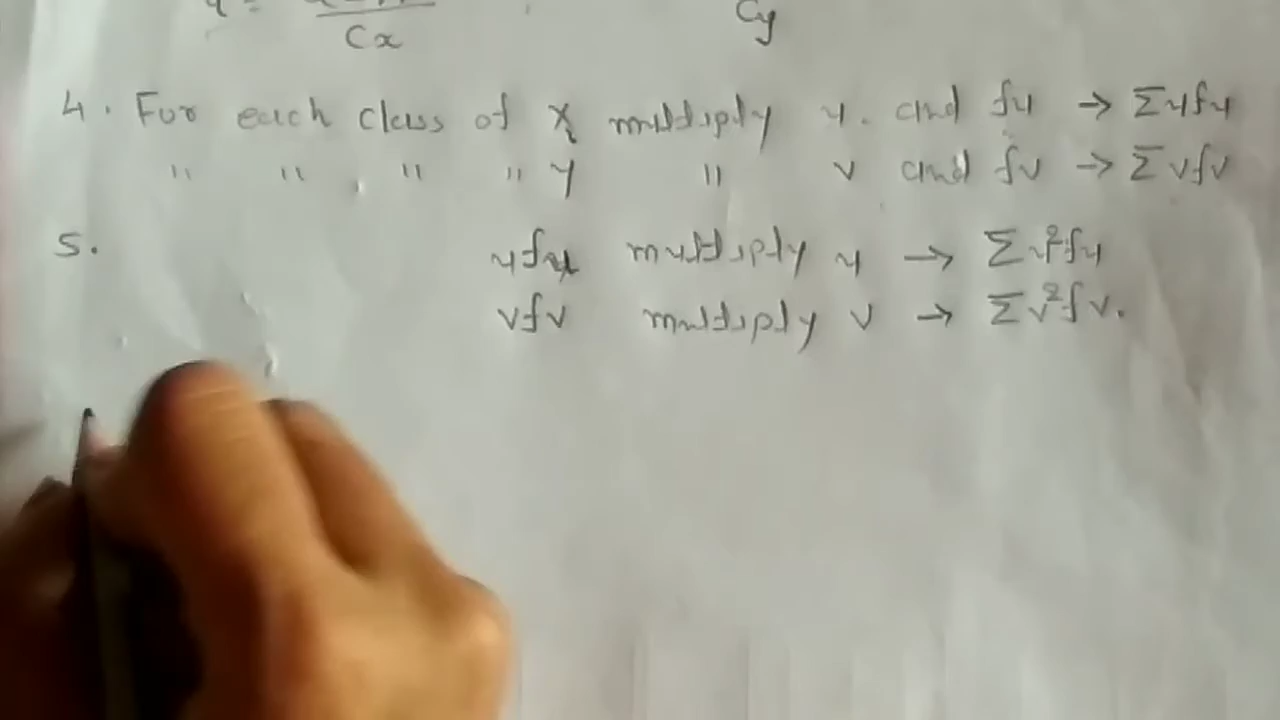 Cx Cy
4. For each class of X multiply u. and fu → Σufu
" " " " y " v and fv → Σvfv
5. ufu multiply u → Σu²fu
vfv multiply v → Σv²fv.